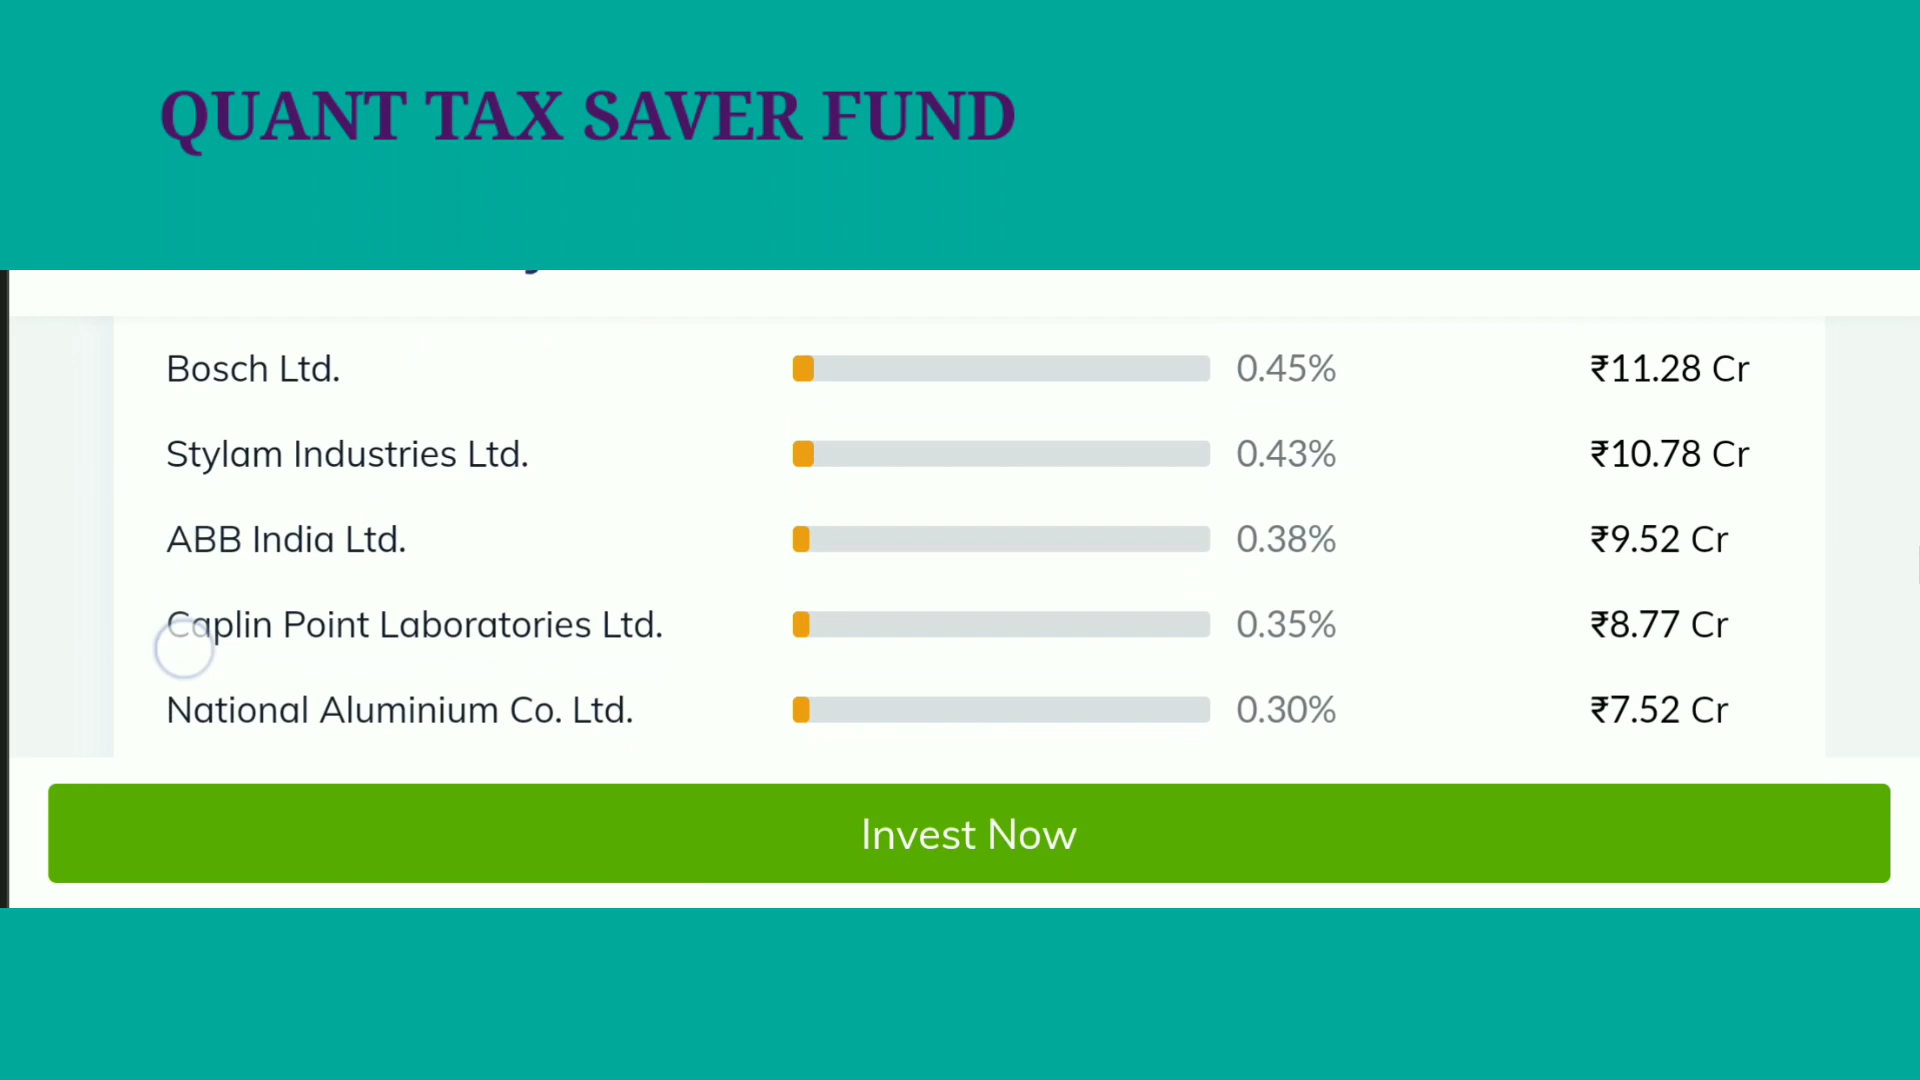 QUANT TAX SAVER FUND
Bosch Ltd. 0.45% ₹11.28 Cr
Stylam Industries Ltd. 0.43% ₹10.78 Cr
ABB India Ltd. 0.38% ₹9.52 Cr
Caplin Point Laboratories Ltd. 0.35% ₹8.77 Cr
National Aluminium Co. Ltd. 0.30% ₹7.52 Cr
Invest Now